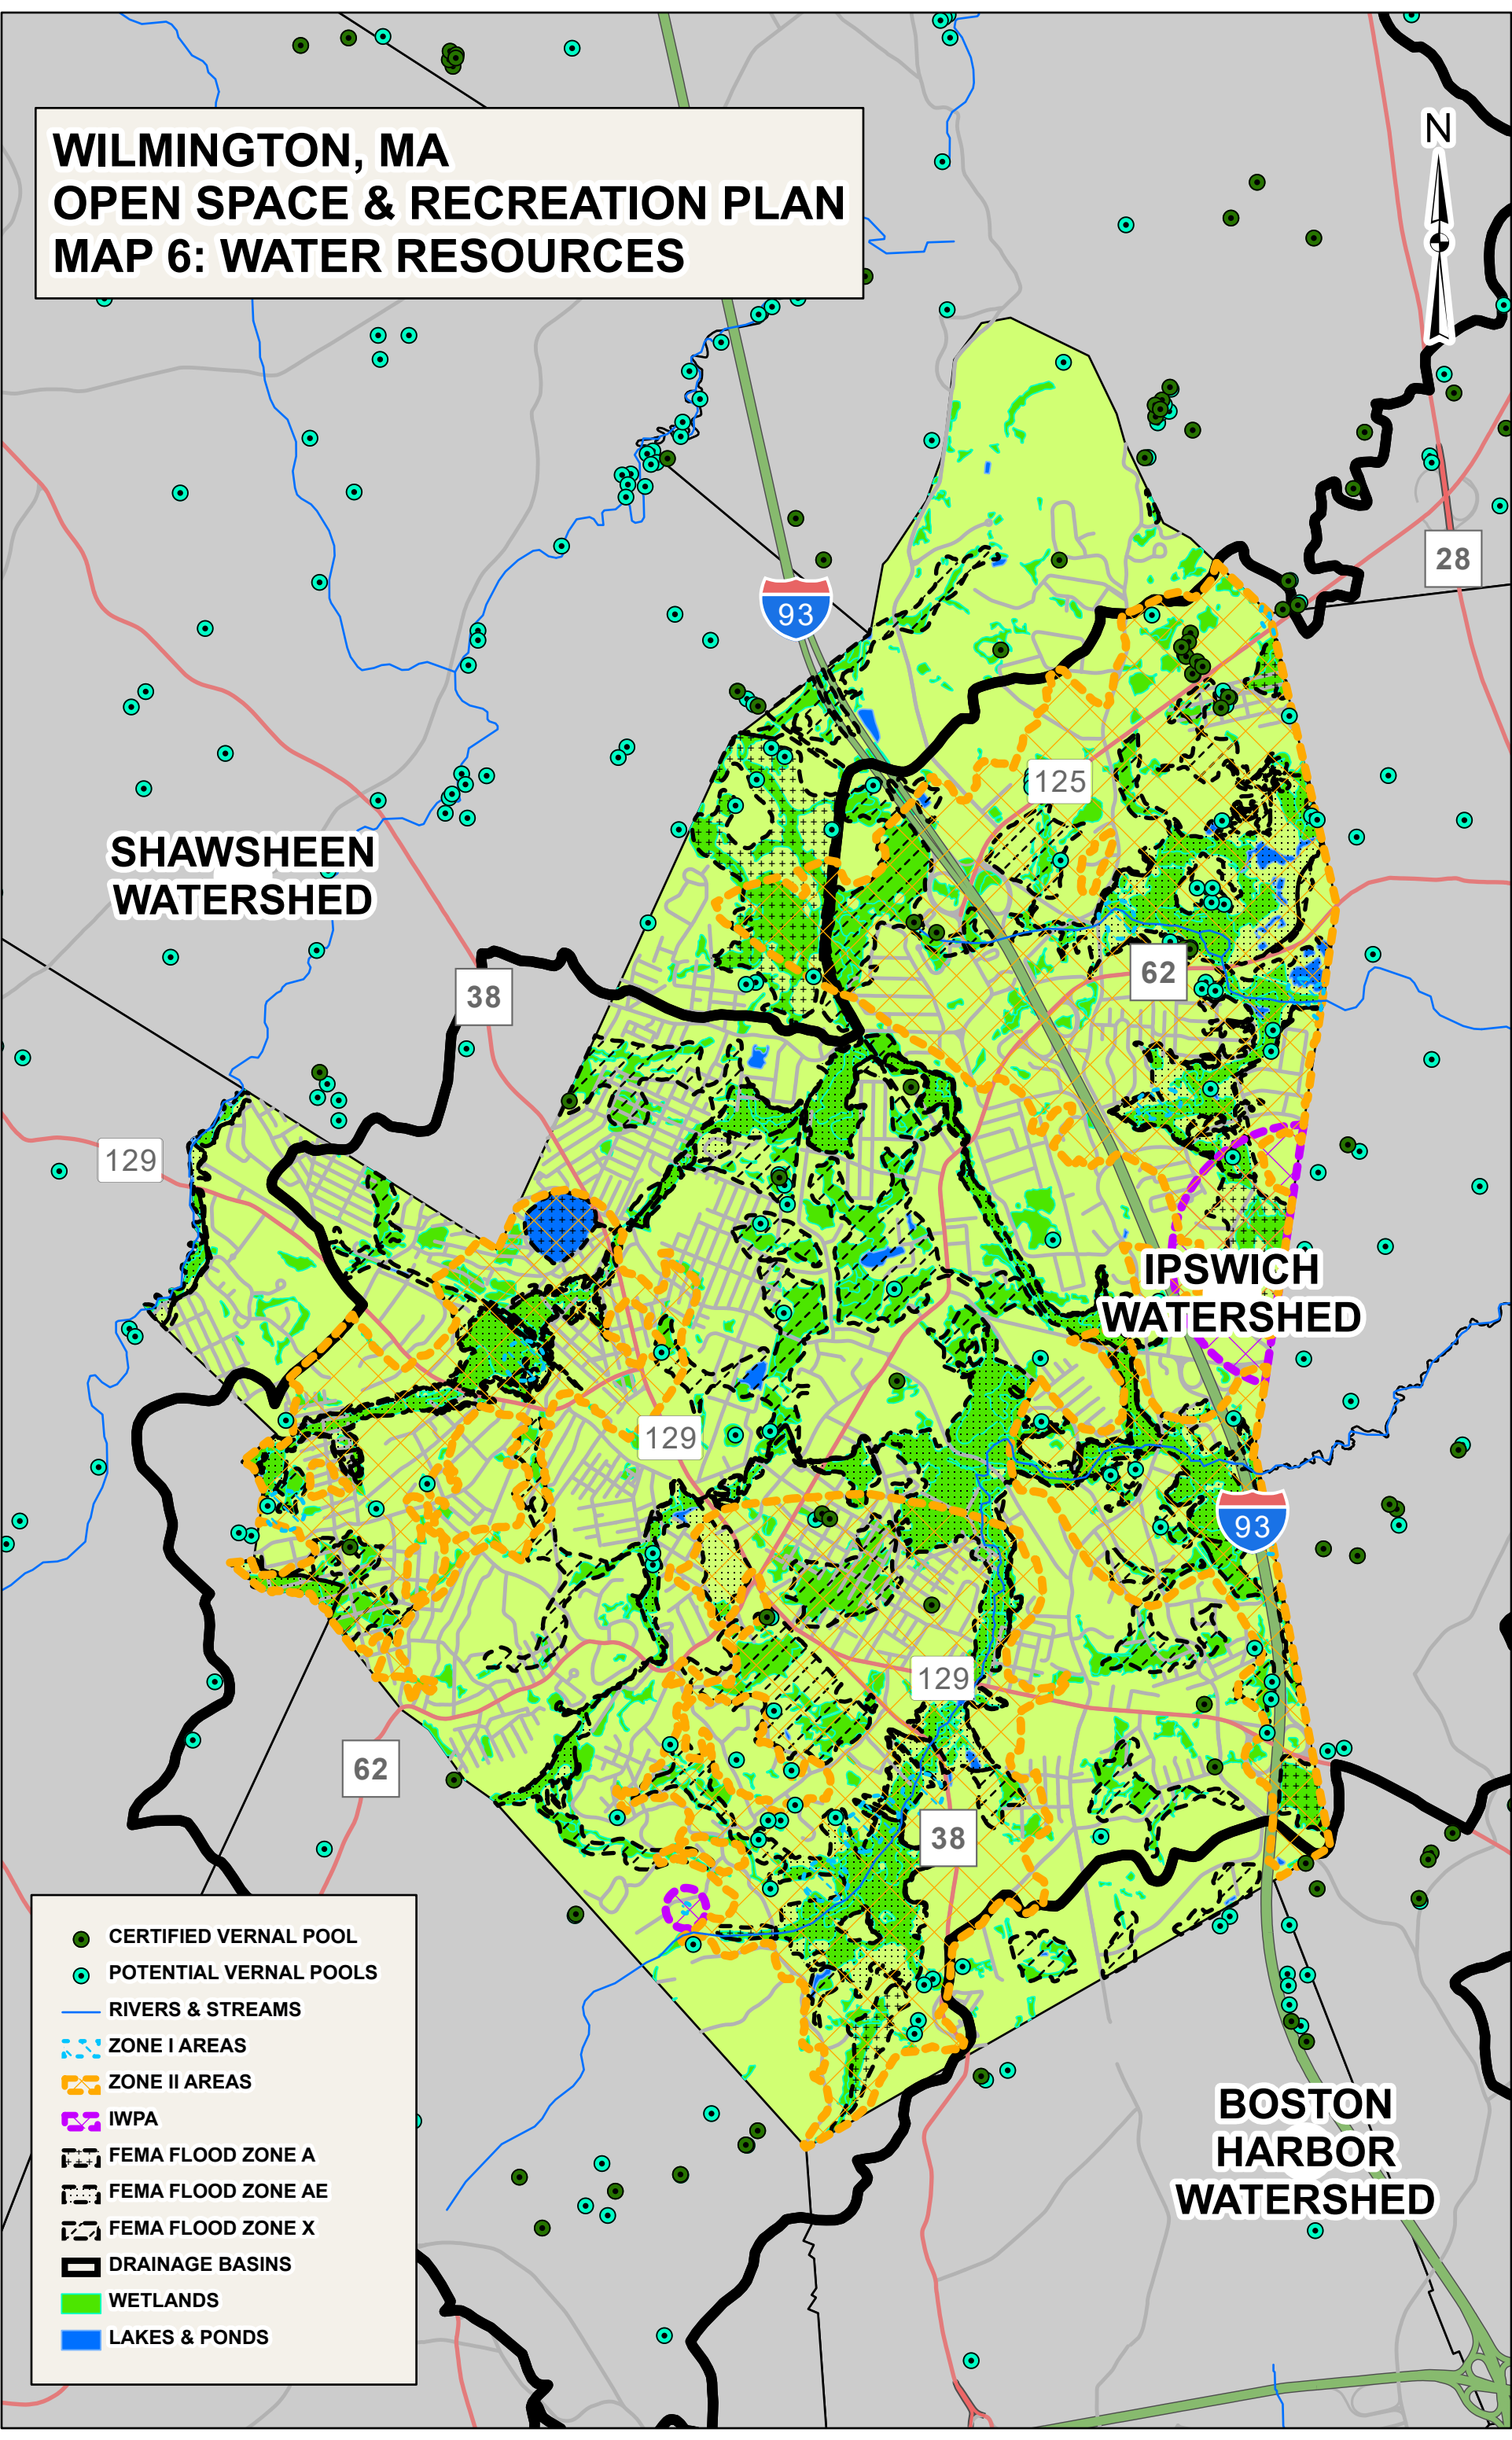 WILMINGTON, MA
OPEN SPACE & RECREATION PLAN
MAP 6: WATER RESOURCES
N
28
93
125
SHAWSHEEN
WATERSHED
62
38
129
IPSWICH
WATERSHED
129
93
129
62
38
CERTIFIED VERNAL POOL
POTENTIAL VERNAL POOLS
RIVERS & STREAMS
ZONE I AREAS
ZONE II AREAS
IWPA
FEMA FLOOD ZONE A
FEMA FLOOD ZONE AE
FEMA FLOOD ZONE X
DRAINAGE BASINS
WETLANDS
LAKES & PONDS
BOSTON
HARBOR
WATERSHED